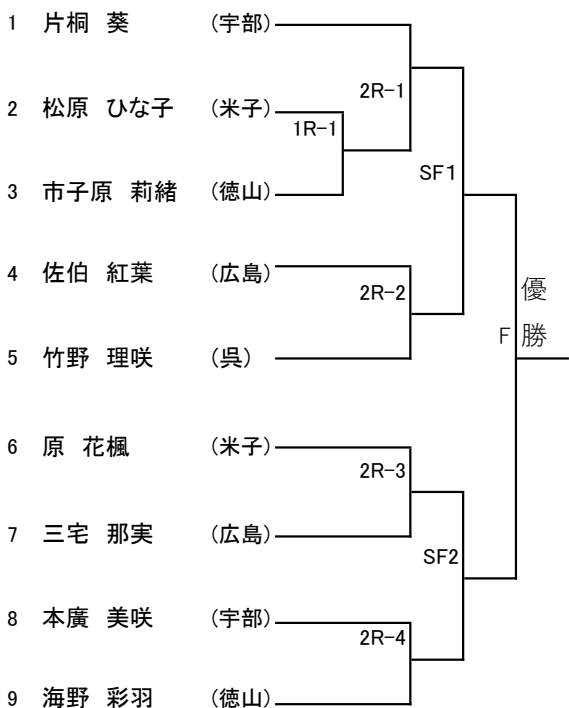 1 片桐 葵 (宇部)
2R-1
2 松原 ひな子 (米子)
1R-1
SF1
3 市子原 莉緒 (徳山)
4 佐伯 紅葉 (広島)
2R-2
優勝
F
5 竹野 理咲 (呉)
6 原 花楓 (米子)
2R-3
7 三宅 那実 (広島)
SF2
8 本廣 美咲 (宇部)
2R-4
9 海野 彩羽 (徳山)